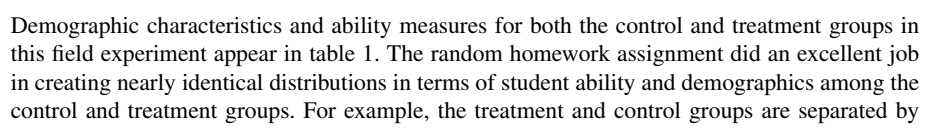 Demographic characteristics and ability measures for both the control and treatment groups in
this field experiment appear in table 1. The random homework assignment did an excellent job
in creating nearly identical distributions in terms of student ability and demographics among the
control and treatment groups. For example, the treatment and control groups are separated by